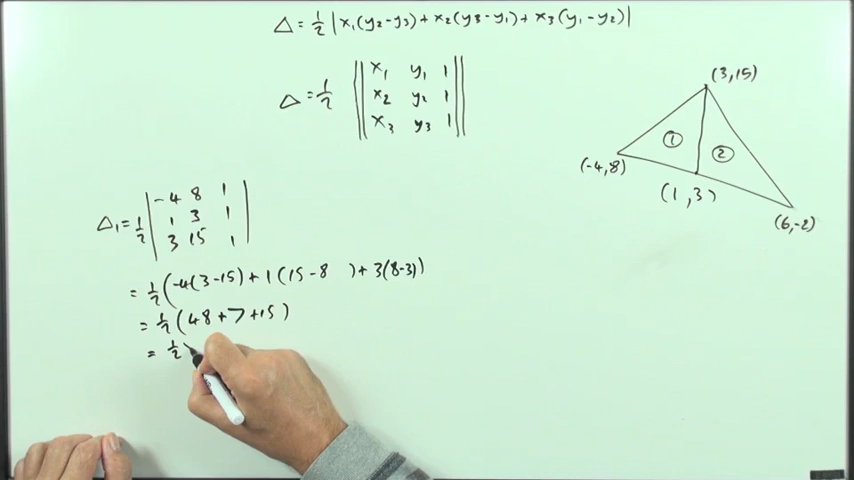 △ = 1/2 | x₁(y₂-y₃) + x₂(y₃-y₁) + x₃(y₁-y₂) |
△ = 1/2 || x₁ y₁ 1 ||
x₂ y₂ 1
x₃ y₃ 1
(3,15)
① ②
(-4,8)
(1,3)
(6,-2)
△₁ = 1/2 | -4 8 1 |
1 3 1
3 15 1
= 1/2 (-4(3-15) + 1(15-8 ) + 3(8-3))
= 1/2 (48+7+15)
= 1/2